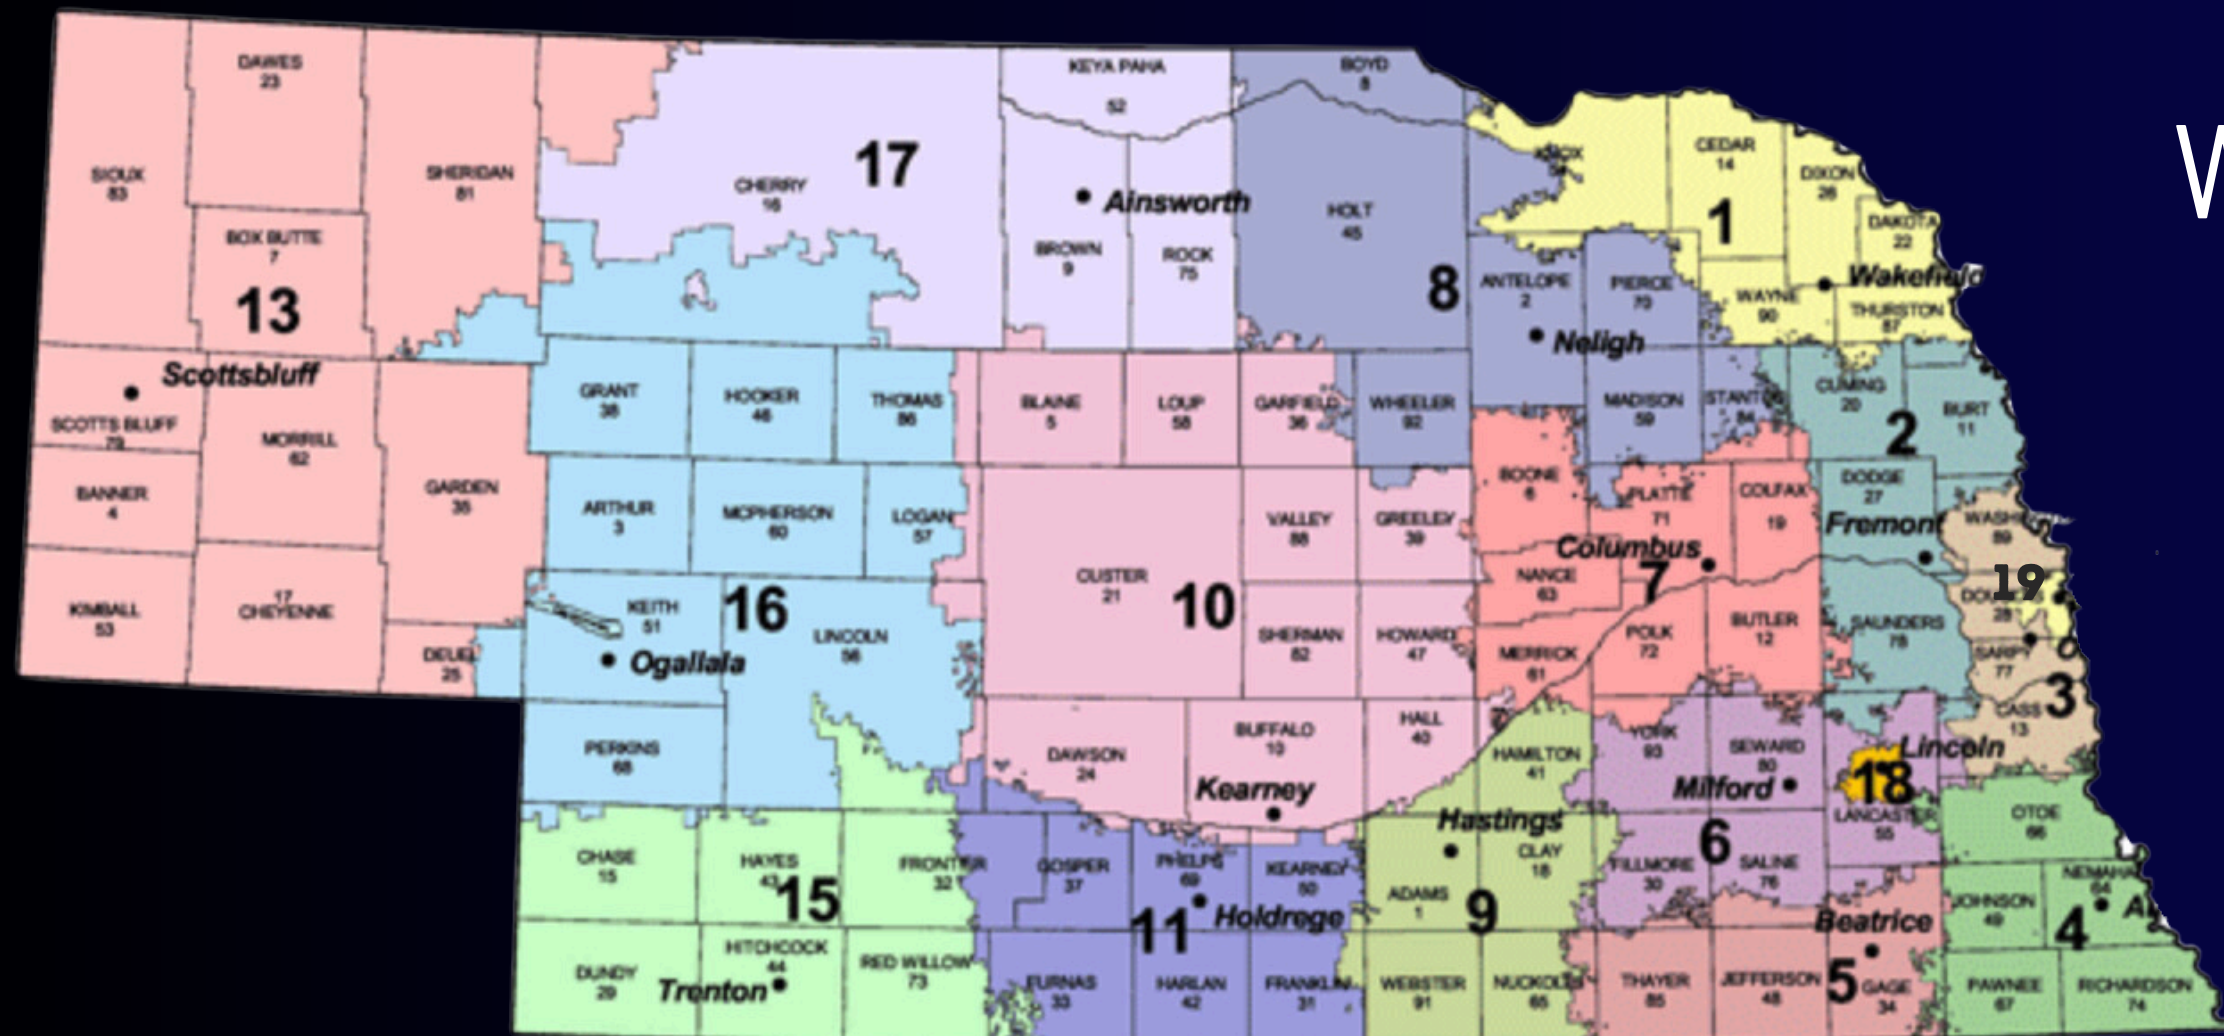 W
DAWES
23
KEYA PAHA
52
BOYD
8
SIOUX
83
SHERIDAN
81
CHERRY
16
17
KNOX
54
CEDAR
14
DIXON
26
DAKOTA
22
1
Ainsworth
HOLT
45
BROWN
9
ROCK
75
BOX BUTTE
7
13
8
ANTELOPE
2
PIERCE
70
WAYNE
90
Wakefield
THURSTON
87
Neligh
Scottsbluff
SCOTTS BLUFF
79
MORRILL
62
GRANT
38
HOOKER
46
THOMAS
86
BLAINE
5
LOUP
58
GARFIELD
36
WHEELER
92
MADISON
59
STANTON
84
CUMING
20
BURT
11
2
BANNER
4
GARDEN
35
ARTHUR
3
MCPHERSON
60
LOGAN
57
VALLEY
88
GREELEY
39
BOONE
6
PLATTE
71
COLFAX
19
DODGE
27
Fremont
WASHI
89
Columbus
KIMBALL
53
17
CHEYENNE
KEITH
51
16
LINCOLN
56
CUSTER
21
10
SHERMAN
82
HOWARD
47
NANCE
63
7
POLK
72
BUTLER
12
SAUNDERS
78
19
28
SARPY
77
DEUEL
25
Ogallala
MERRICK
61
3
CASS
13
PERKINS
68
DAWSON
24
BUFFALO
10
HALL
40
HAMILTON
41
YORK
93
SEWARD
80
Lincoln
18
LANCASTER
55
Kearney
Milford
Hastings
OTOE
66
CHASE
15
HAYES
43
15
FRONTIER
32
GOSPER
37
PHELPS
69
KEARNEY
50
ADAMS
1
CLAY
18
9
FILLMORE
30
6
SALINE
76
JOHNSON
49
NEMAHA
64
4
11
Holdrege
Beatrice
DUNDY
29
HITCHCOCK
44
Trenton
RED WILLOW
73
FURNAS
33
HARLAN
42
FRANKLIN
31
WEBSTER
91
NUCKOLLS
65
THAYER
85
JEFFERSON
48
5
GAGE
34
PAWNEE
67
RICHARDSON
74